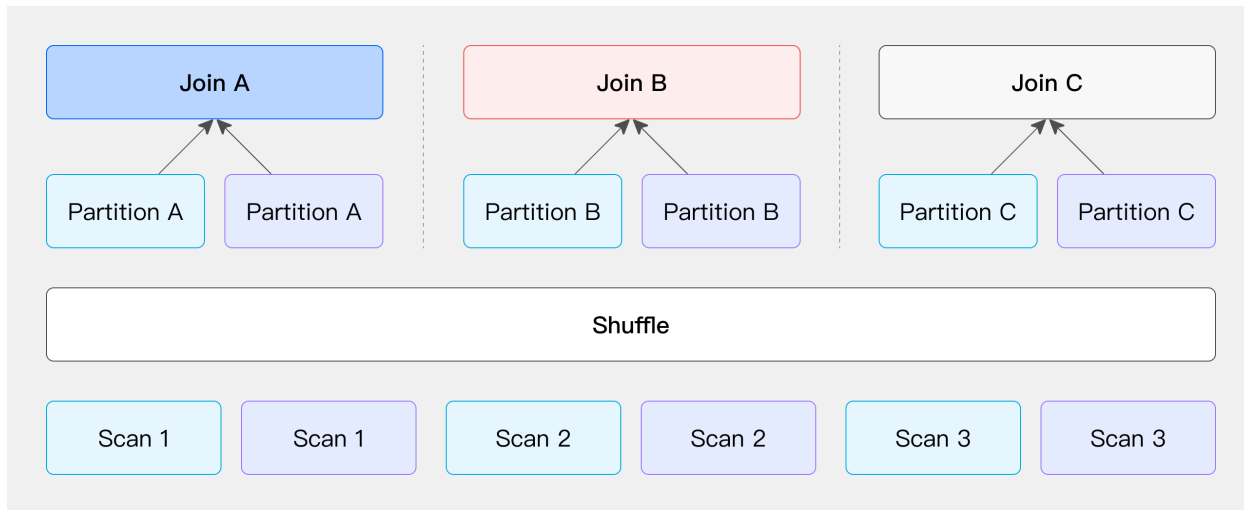 Join A
Join B
Join C
Partition A
Partition A
Partition B
Partition B
Partition C
Partition C
Shuffle
Scan 1
Scan 1
Scan 2
Scan 2
Scan 3
Scan 3